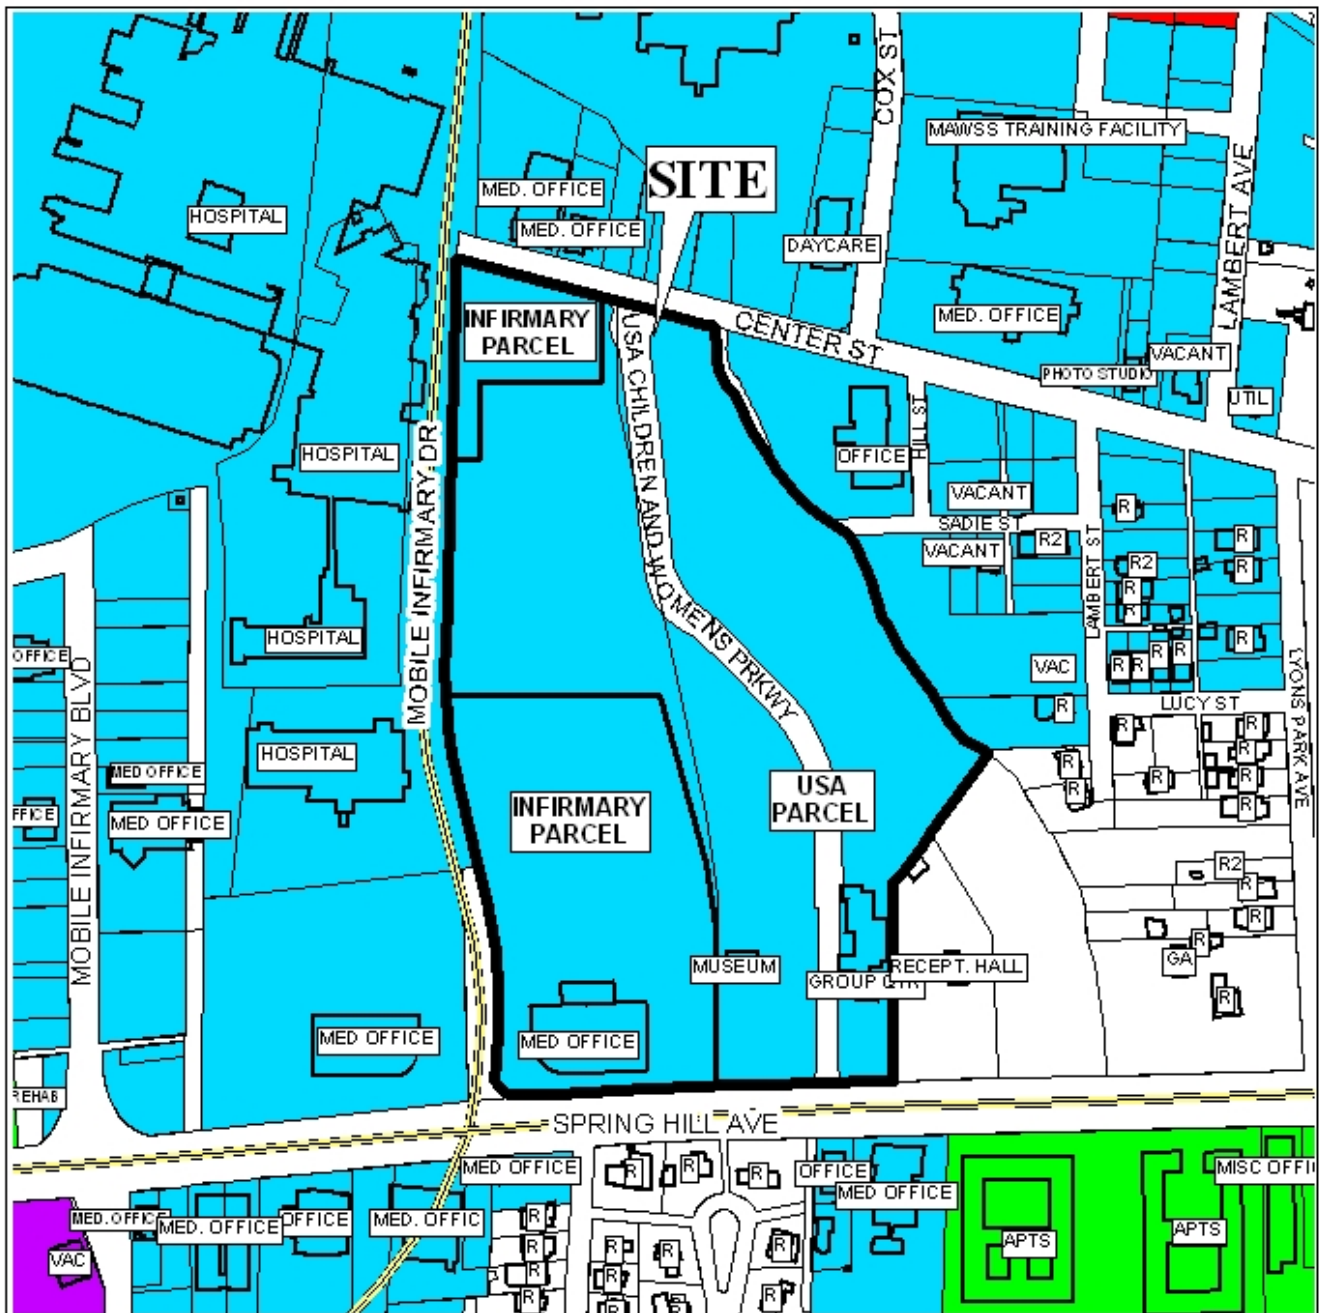 COX ST
MAWSS TRAINING FACILITY
SITE
MED. OFFICE
HOSPITAL
MED. OFFICE
DAYCARE
LAMBERT AVE
INFIRMARY
PARCEL
CENTER ST
MED. OFFICE
USA CHILDREN AND WOMENS PRKWY
VACANT
PHOTO STUDIO
UTIL
HILL ST
OFFICE
HOSPITAL
MOBILE INFIRMARY DR
VACANT
SADIE ST
R
R2
VACANT
R
R2
R
R
R
LAMBERT ST
HOSPITAL
OFFICE
R
R
R
R
R
VAC
LYONS PARK AVE
LUCY ST
R
R
R
MOBILE INFIRMARY BLVD
HOSPITAL
MED OFFICE
R
R
R
R
R
R
USA
PARCEL
INFIRMARY
PARCEL
FFICE
MED OFFICE
R2
R
R
R
GA
MUSEUM
RECEPT. HALL
GROUP QTR
R
MED OFFICE
MED OFFICE
REHAB
SPRING HILL AVE
MED OFFICE
R
R
R
OFFICE
MED OFFICE
MISC OFFI
MED. OFFICE
MED. OFFICE
OFFICE
MED. OFFIC
R
R
R
R
APTS
APTS
VAC
R
R
R
R
R
R